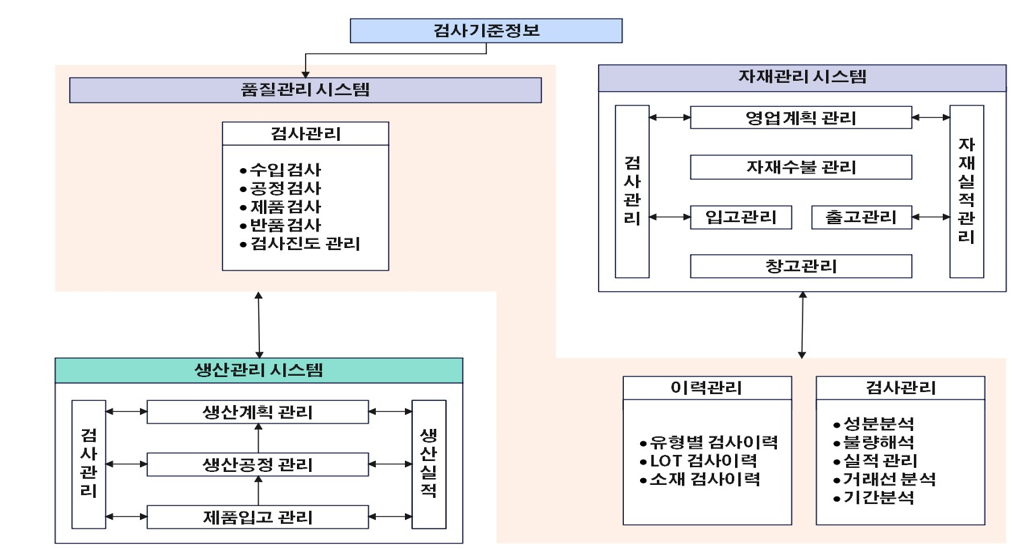 검사기준정보
품질관리 시스템
검사관리
•수입검사
•공정검사
•제품검사
•반품검사
•검사진도 관리
자재관리 시스템
검사관리
영업계획 관리
자재수불 관리
입고관리
출고관리
창고관리
자재실적관리
생산관리 시스템
검사관리
생산계획 관리
생산공정 관리
제품입고 관리
생산실적
이력관리
•유형별 검사이력
•LOT 검사이력
•소재 검사이력
검사관리
•성분분석
•불량해석
•실적 관리
•거래선 분석
•기간분석